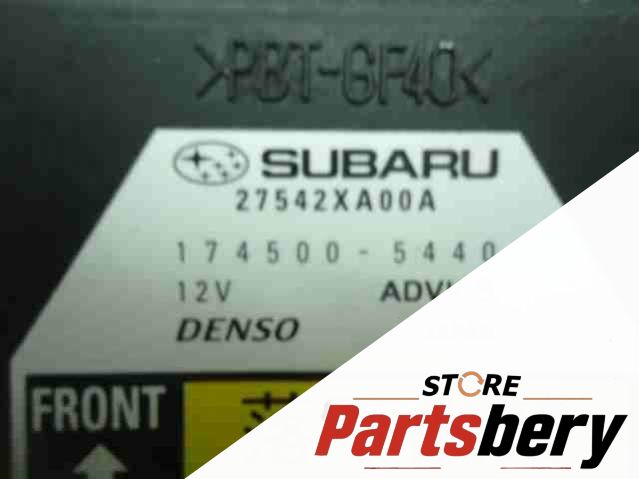 >PBT-GF40<
SUBARU
27542XA00A
174500-5440
12V
DENSO
FRONT
STORE
Partsbery